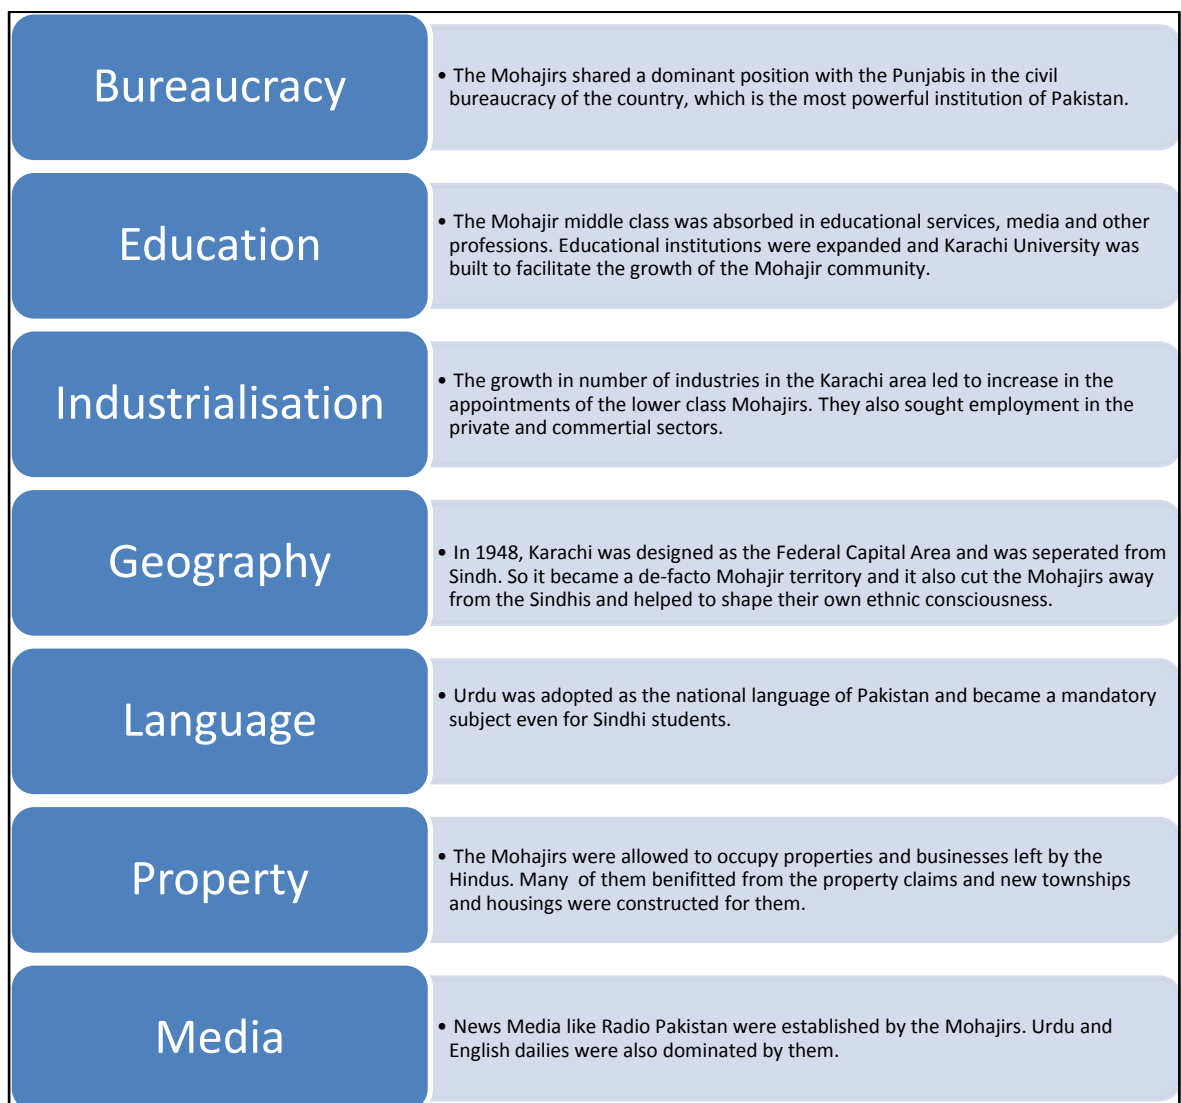 Bureaucracy
• The Mohajirs shared a dominant position with the Punjabis in the civil
bureaucracy of the country, which is the most powerful institution of Pakistan.
Education
• The Mohajir middle class was absorbed in educational services, media and other
professions. Educational institutions were expanded and Karachi University was
built to facilitate the growth of the Mohajir community.
Industrialisation
• The growth in number of industries in the Karachi area led to increase in the
appointments of the lower class Mohajirs. They also sought employment in the
private and commertial sectors.
Geography
• In 1948, Karachi was designed as the Federal Capital Area and was seperated from
Sindh. So it became a de-facto Mohajir territory and it also cut the Mohajirs away
from the Sindhis and helped to shape their own ethnic consciousness.
Language
• Urdu was adopted as the national language of Pakistan and became a mandatory
subject even for Sindhi students.
Property
• The Mohajirs were allowed to occupy properties and businesses left by the
Hindus. Many  of them benifitted from the property claims and new townships
and housings were constructed for them.
Media
• News Media like Radio Pakistan were established by the Mohajirs. Urdu and
English dailies were also dominated by them.